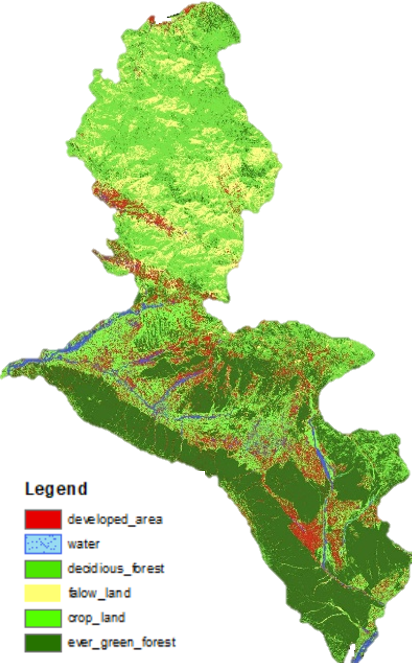 Legend
developed_area
water
decidious_forest
falow_land
crop_land
ever_green_forest